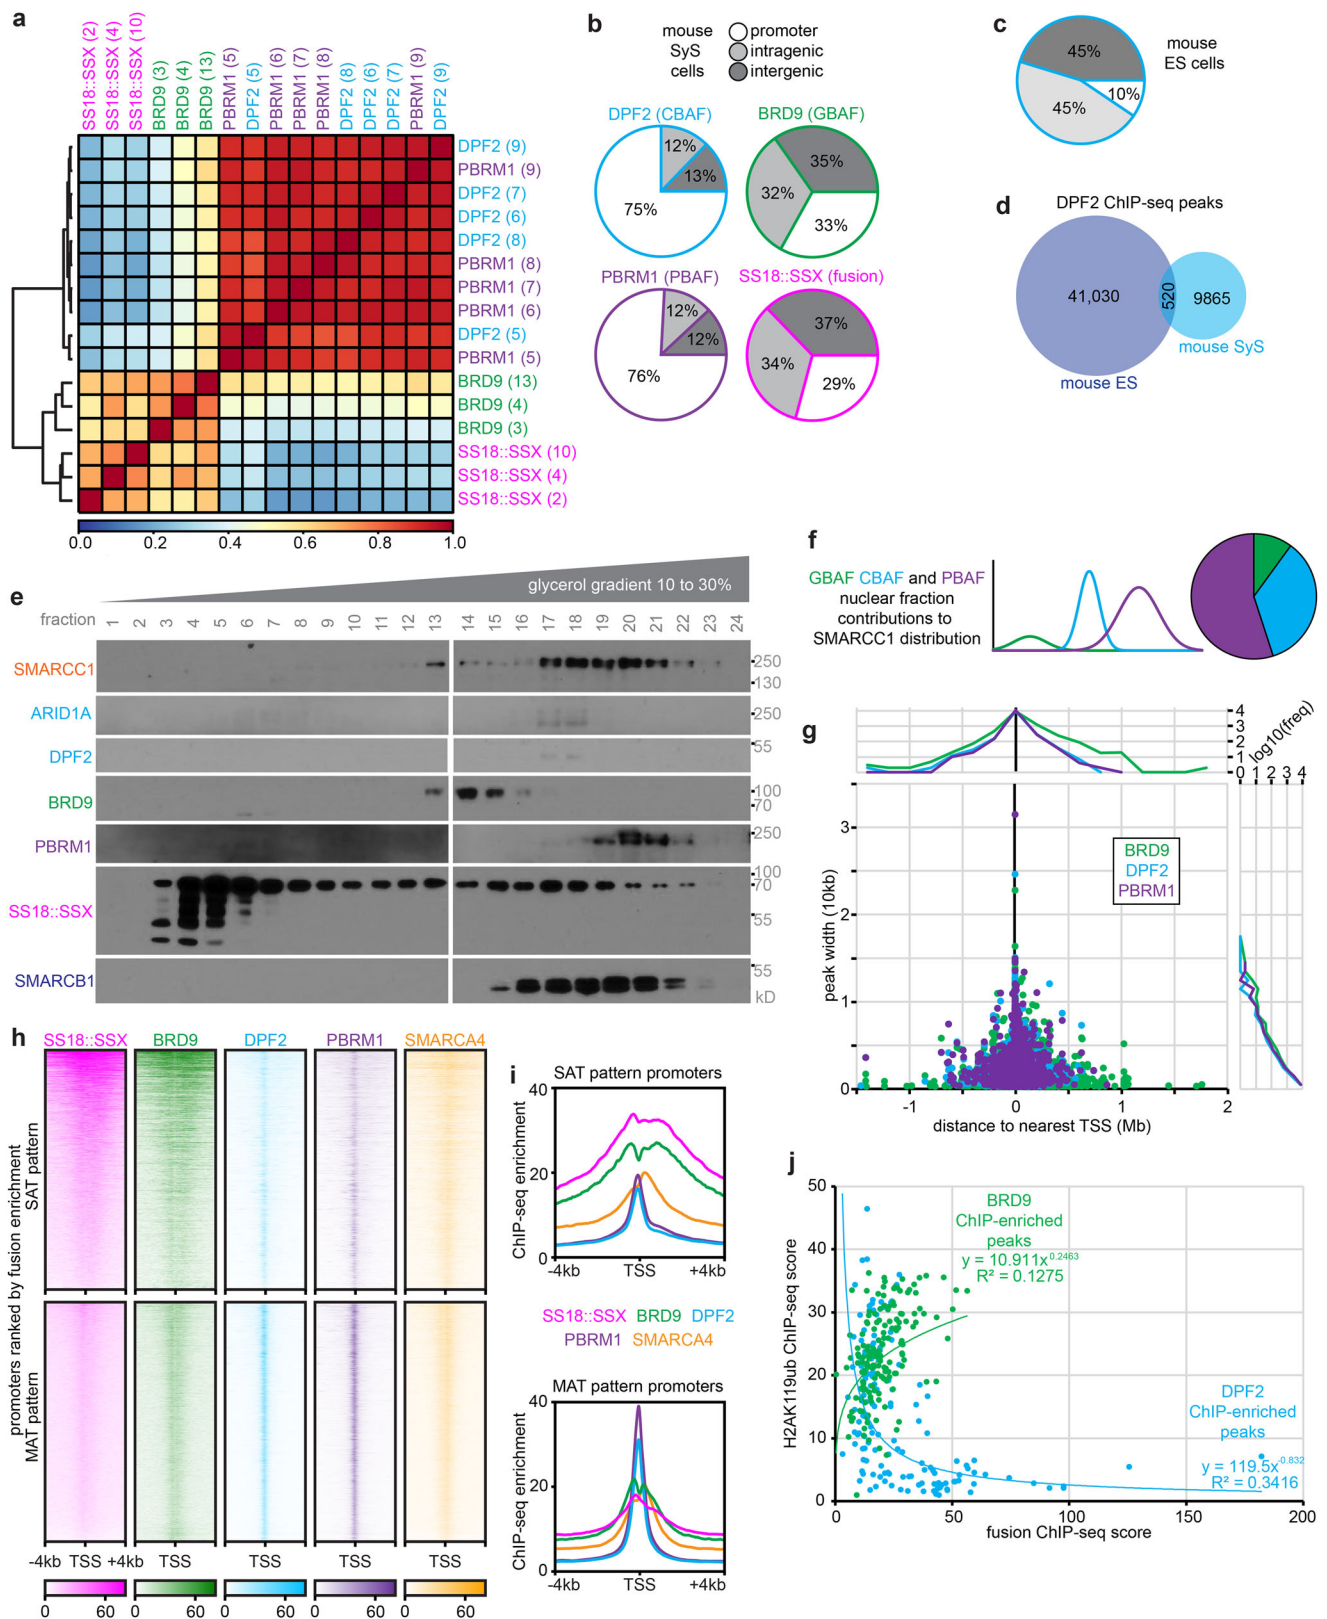 a
SS18::SSX (2)
SS18::SSX (4)
SS18::SSX (10)
BRD9 (3)
BRD9 (4)
BRD9 (13)
PBRM1 (5)
DPF2 (5)
PBRM1 (6)
PBRM1 (7)
PBRM1 (8)
DPF2 (8)
DPF2 (6)
DPF2 (7)
PBRM1 (9)
DPF2 (9)
DPF2 (9)
PBRM1 (9)
DPF2 (7)
DPF2 (6)
DPF2 (8)
PBRM1 (8)
PBRM1 (7)
PBRM1 (6)
DPF2 (5)
PBRM1 (5)
BRD9 (13)
BRD9 (4)
BRD9 (3)
SS18::SSX (10)
SS18::SSX (4)
SS18::SSX (2)
0.0 0.2 0.4 0.6 0.8 1.0
b
mouse
SyS
cells
promoter
intragenic
intergenic
DPF2 (CBAF)
12%
13%
75%
BRD9 (GBAF)
35%
32%
33%
PBRM1 (PBAF)
12%
12%
76%
SS18::SSX (fusion)
37%
34%
29%
c
45%
10%
45%
mouse
ES cells
d
DPF2 ChIP-seq peaks
41,030
520
9865
mouse SyS
mouse ES
e
glycerol gradient 10 to 30%
fraction
1 2 3 4 5 6 7 8 9 10 11 12 13 14 15 16 17 18 19 20 21 22 23 24
SMARCC1
250
130
ARID1A
250
DPF2
55
BRD9
100
70
PBRM1
250
SS18::SSX
100
70
55
SMARCB1
55
kD
f
GBAF CBAF and PBAF
nuclear fraction
contributions to
SMARCC1 distribution
g
4
3
2
1
0
log10(freq)
0 1 2 3 4
BRD9
DPF2
PBRM1
peak width (10kb)
3
2
1
0
-1 0 1 2
distance to nearest TSS (Mb)
h
SS18::SSX BRD9 DPF2 PBRM1 SMARCA4
promoters ranked by fusion enrichment
SAT pattern
MAT pattern
-4kb TSS +4kb TSS TSS TSS TSS
0 60 0 60 0 60 0 60 0 60
i
SAT pattern promoters
ChIP-seq enrichment
40
20
0
-4kb TSS +4kb
SS18::SSX BRD9 DPF2
PBRM1 SMARCA4
MAT pattern promoters
ChIP-seq enrichment
40
20
0
-4kb TSS +4kb
j
H2AK119ub ChIP-seq score
50
40
30
20
10
0
BRD9
ChIP-enriched
peaks
y = 10.911x^0.2463
R² = 0.1275
DPF2
ChIP-enriched
peaks
y = 119.5x^-0.832
R² = 0.3416
0 50 100 150 200
fusion ChIP-seq score